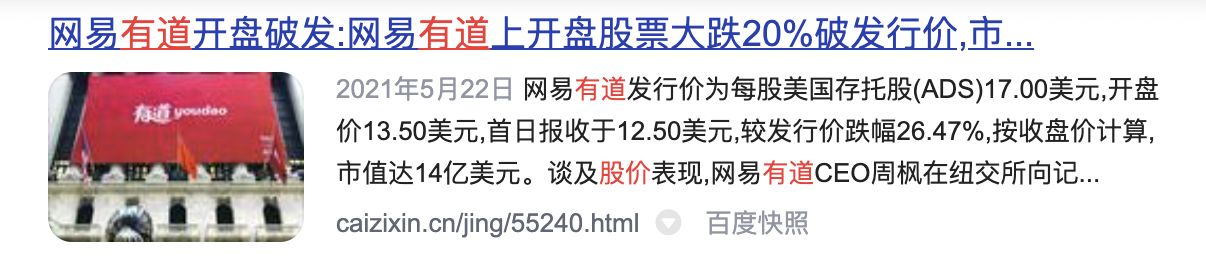 网易有道开盘破发:网易有道上开盘股票大跌20%破发行价,市...
有道 youdao
2021年5月22日 网易有道发行价为每股美国存托股(ADS)17.00美元,开盘
价13.50美元,首日报收于12.50美元,较发行价跌幅26.47%,按收盘价计算,
市值达14亿美元。谈及股价表现,网易有道CEO周枫在纽交所向记...
caizixin.cn/jing/55240.html 百度快照